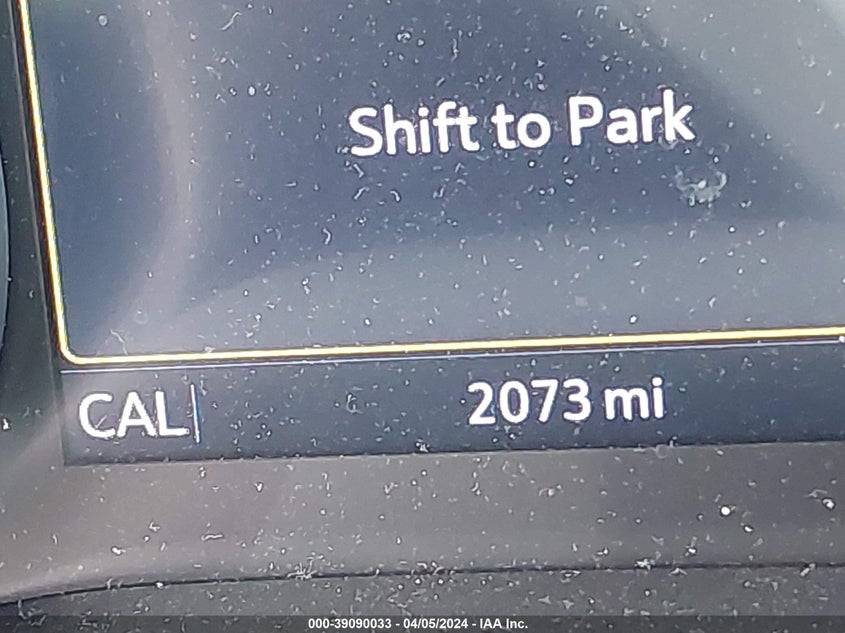 Shift to Park
CAL
2073 mi
000-39090033 - 04/05/2024 - IAA Inc.